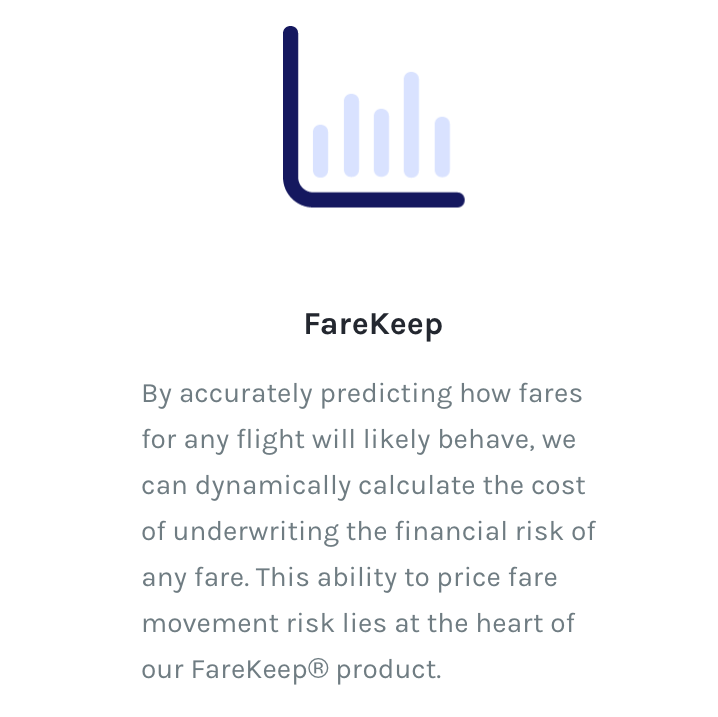 FareKeep
By accurately predicting how fares
for any flight will likely behave, we
can dynamically calculate the cost
of underwriting the financial risk of
any fare. This ability to price fare
movement risk lies at the heart of
our FareKeep® product.